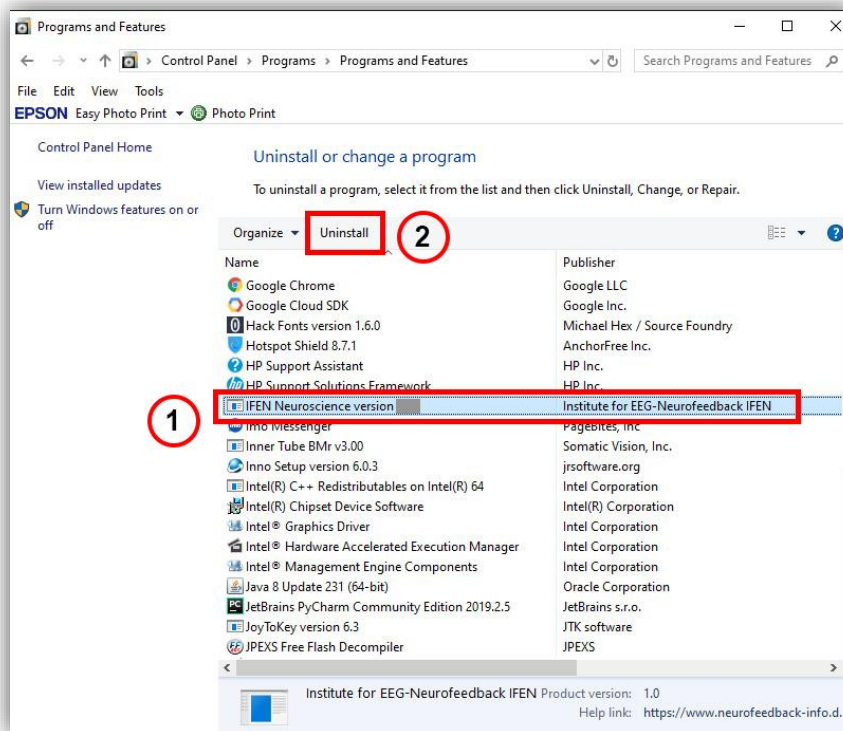 Programs and Features
Control Panel > Programs > Programs and Features
Search Programs and Features
File Edit View Tools
EPSON Easy Photo Print Photo Print
Control Panel Home
View installed updates
Turn Windows features on or
off
Uninstall or change a program
To uninstall a program, select it from the list and then click Uninstall, Change, or Repair.
Organize Uninstall 2
Name Publisher
Google Chrome Google LLC
Google Cloud SDK Google Inc.
Hack Fonts version 1.6.0 Michael Hex / Source Foundry
Hotspot Shield 8.7.1 AnchorFree Inc.
HP Support Assistant HP Inc.
HP Support Solutions Framework HP Inc.
1 IFEN Neuroscience version Institute for EEG-Neurofeedback IFEN
imo Messenger PageBites, Inc
Inner Tube BMr v3.00 Somatic Vision, Inc.
Inno Setup version 6.0.3 jrsoftware.org
Intel(R) C++ Redistributables on Intel(R) 64 Intel Corporation
Intel(R) Chipset Device Software Intel(R) Corporation
Intel® Graphics Driver Intel Corporation
Intel® Hardware Accelerated Execution Manager Intel Corporation
Intel® Management Engine Components Intel Corporation
Java 8 Update 231 (64-bit) Oracle Corporation
JetBrains PyCharm Community Edition 2019.2.5 JetBrains s.r.o.
JoyToKey version 6.3 JTK software
JPEXS Free Flash Decompiler JPEXS
Institute for EEG-Neurofeedback IFEN Product version: 1.0
Help link: https://www.neurofeedback-info.d.